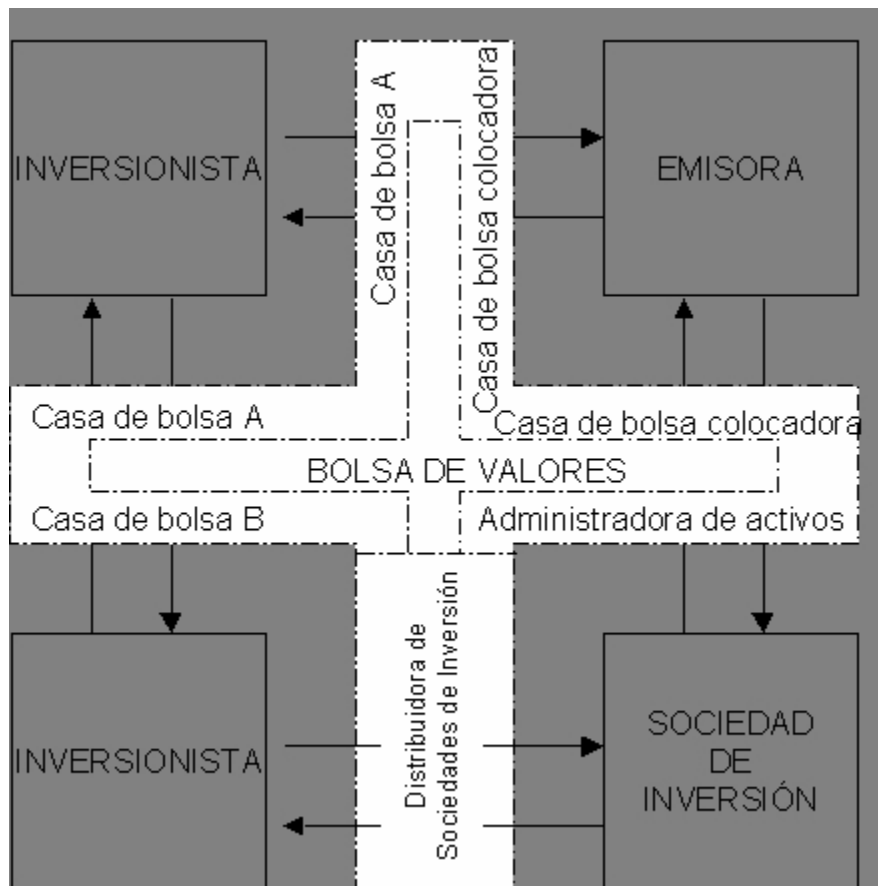 INVERSIONISTA
Casa de bolsa A
Casa de bolsa colocadora
EMISORA
Casa de bolsa A
Casa de bolsa colocadora
BOLSA DE VALORES
Casa de bolsa B
Administradora de activos
INVERSIONISTA
Distribuidora de
Sociedades de Inversión
SOCIEDAD
DE
INVERSIÓN